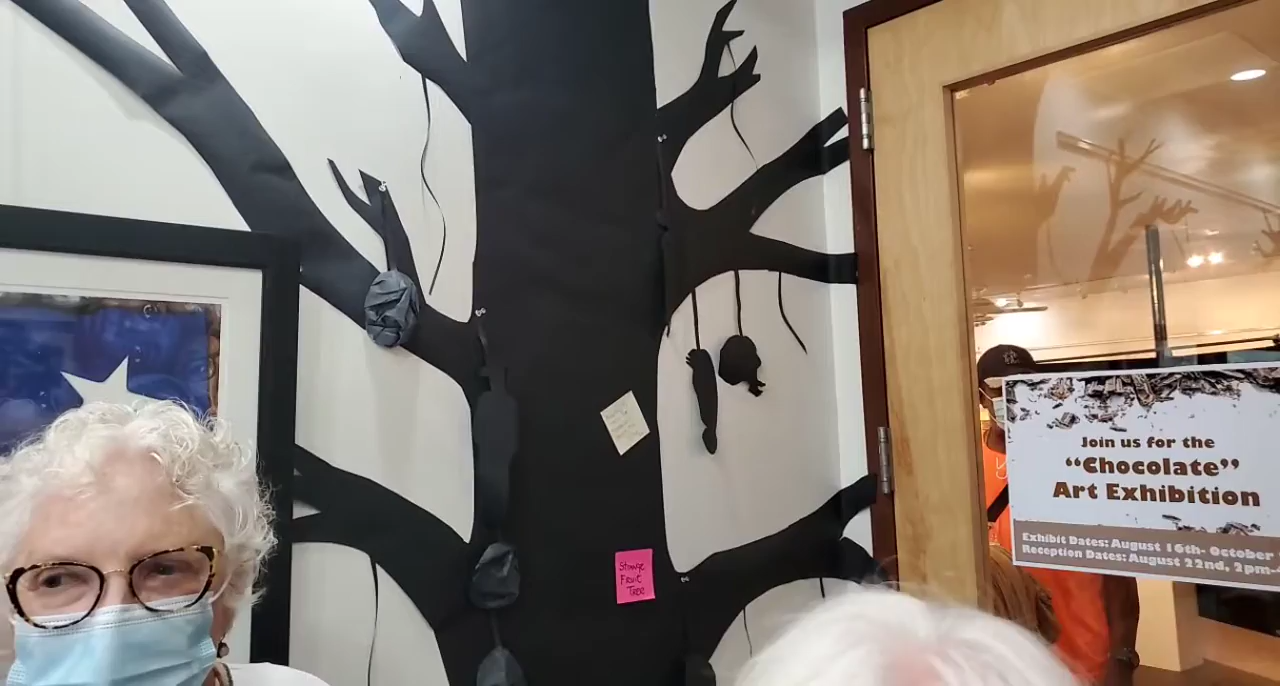 Strange
Fruit
Tree
Join us for the
“Chocolate”
Art Exhibition
Exhibit Dates: August 16th- October
Reception Dates: August 22nd, 2pm-